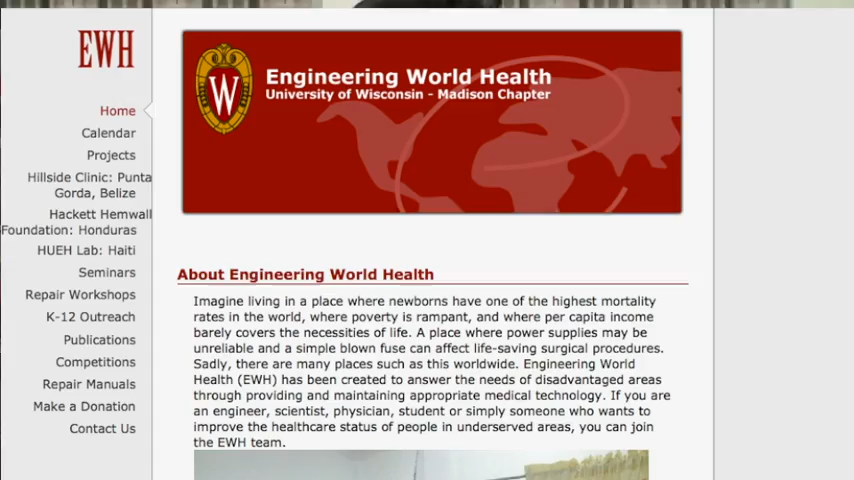 EWH
Home
Calendar
Projects
Hillside Clinic: Punta
Gorda, Belize
Hackett Hemwall
Foundation: Honduras
HUEH Lab: Haiti
Seminars
Repair Workshops
K-12 Outreach
Publications
Competitions
Repair Manuals
Make a Donation
Contact Us
W
Engineering World Health
University of Wisconsin - Madison Chapter
About Engineering World Health
Imagine living in a place where newborns have one of the highest mortality
rates in the world, where poverty is rampant, and where per capita income
barely covers the necessities of life. A place where power supplies may be
unreliable and a simple blown fuse can affect life-saving surgical procedures.
Sadly, there are many places such as this worldwide. Engineering World
Health (EWH) has been created to answer the needs of disadvantaged areas
through providing and maintaining appropriate medical technology. If you are
an engineer, scientist, physician, student or simply someone who wants to
improve the healthcare status of people in underserved areas, you can join
the EWH team.